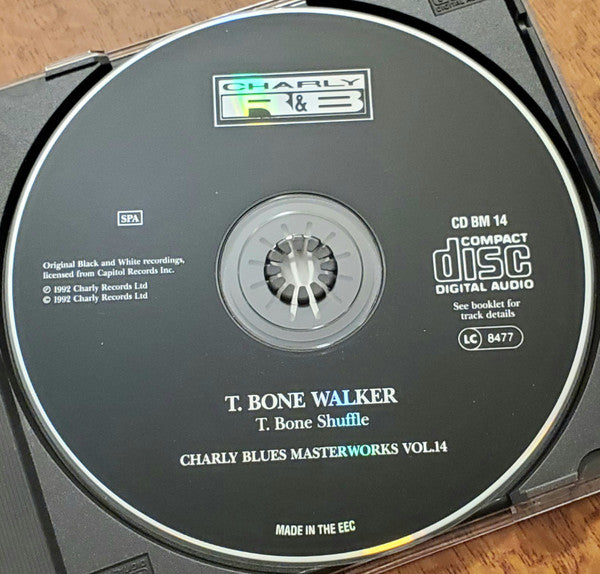 CHARLY
R&B
SPA
CD BM 14
COMPACT
disc
DIGITAL AUDIO
Original Black and White recordings,
licensed from Capitol Records Inc.
℗ 1992 Charly Records Ltd
© 1992 Charly Records Ltd
See booklet for
track details
LC 8477
T. BONE WALKER
T. Bone Shuffle
CHARLY BLUES MASTERWORKS VOL.14
MADE IN THE EEC